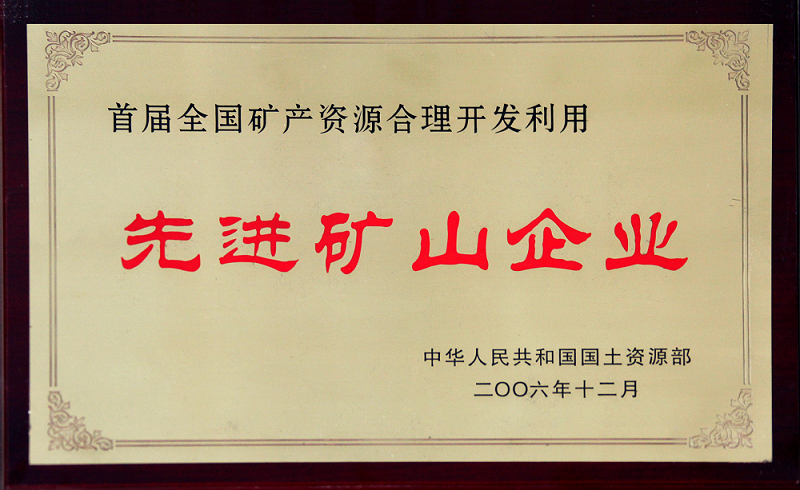 首届全国矿产资源合理开发利用
先进矿山企业
中华人民共和国国土资源部
二〇〇六年十二月